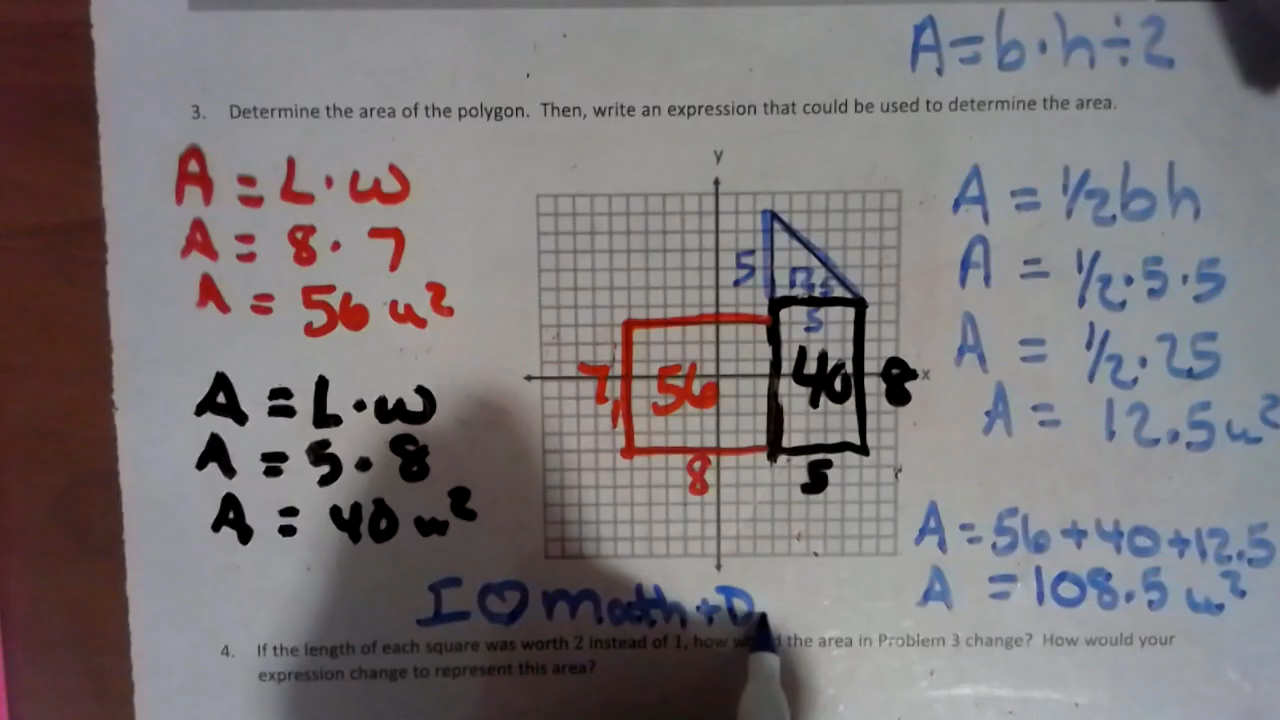 A=b·h÷2
3. Determine the area of the polygon. Then, write an expression that could be used to determine the area.
A = L·w
A = 8·7
A = 56 u²
A = L·w
A = 5·8
A = 40 u²
y
x
5
5
7
56
8
40
8
5
A = ½bh
A = ½·5·5
A = ½·25
A = 12.5u²
A=56+40+12.5
A =108.5 u²
I ♡ math + D
4. If the length of each square was worth 2 instead of 1, how the area in Problem 3 change? How would your
expression change to represent this area?